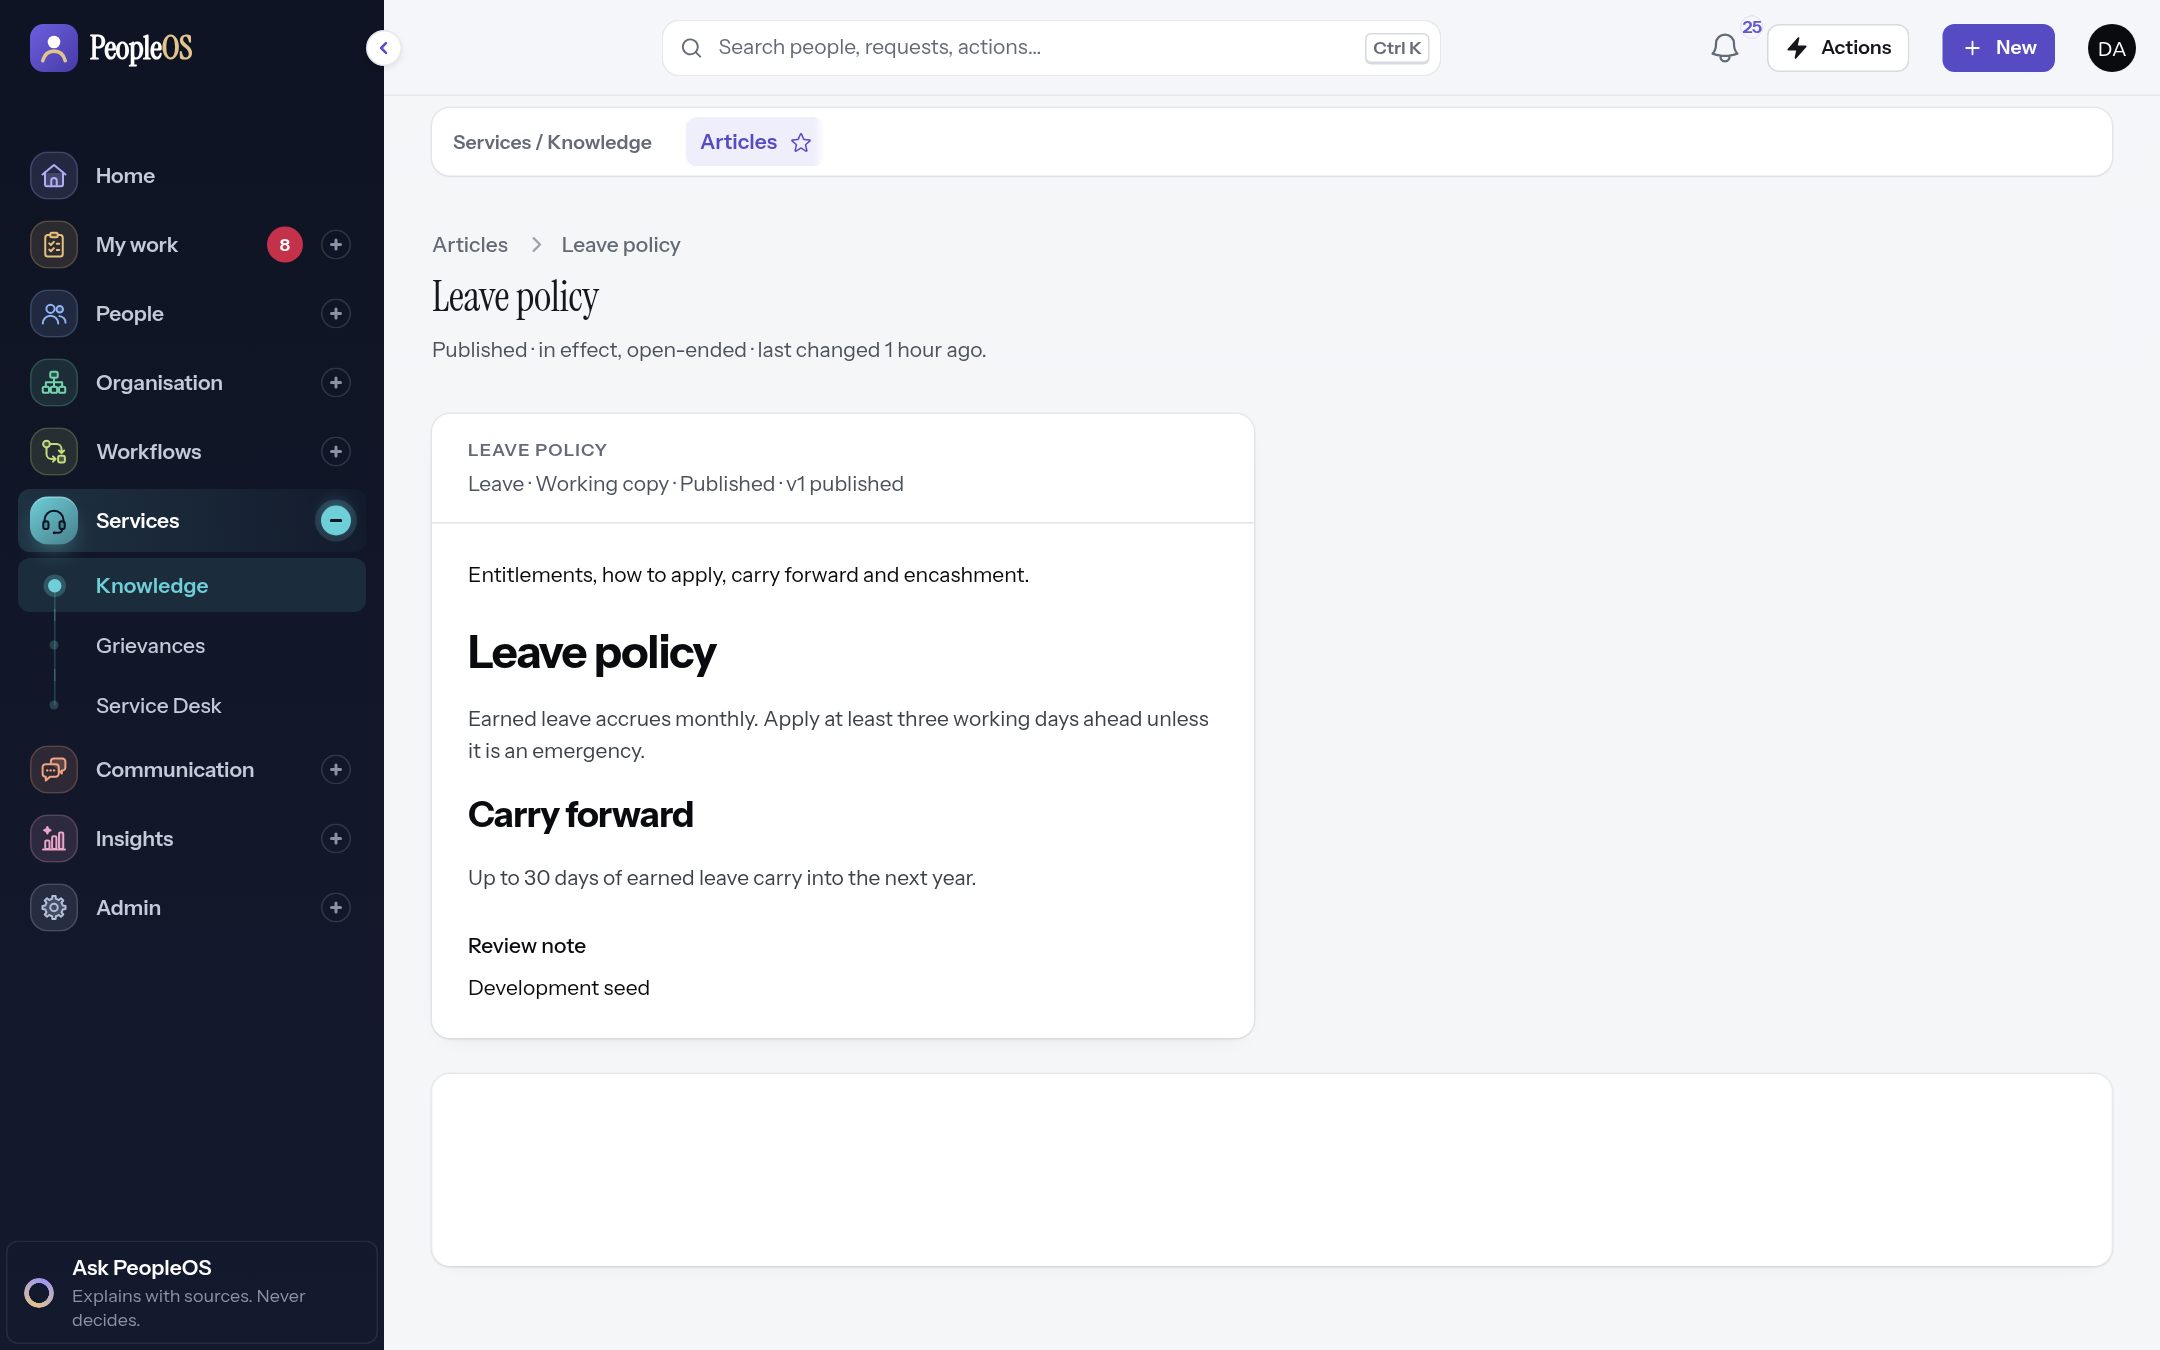 PeopleOS
Search people, requests, actions...
Ctrl K
25
Actions
New
DA
Home
My work
8
People
Organisation
Workflows
Services
Knowledge
Grievances
Service Desk
Communication
Insights
Admin
Ask PeopleOS
Explains with sources. Never
decides.
Services / Knowledge
Articles
Articles
Leave policy
Leave policy
Published · in effect, open-ended · last changed 1 hour ago.
LEAVE POLICY
Leave · Working copy · Published · v1 published
Entitlements, how to apply, carry forward and encashment.
Leave policy
Earned leave accrues monthly. Apply at least three working days ahead unless
it is an emergency.
Carry forward
Up to 30 days of earned leave carry into the next year.
Review note
Development seed